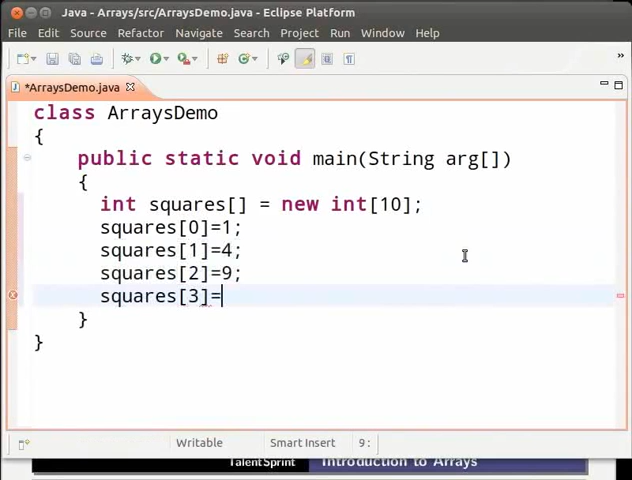 Java - Arrays/src/ArraysDemo.java - Eclipse Platform
File Edit Source Refactor Navigate Search Project Run Window Help
*ArraysDemo.java
class ArraysDemo
{
public static void main(String arg[])
{
int squares[] = new int[10];
squares[0]=1;
squares[1]=4;
squares[2]=9;
squares[3]=
}
}
Writable Smart Insert 9 :
TalentSprint Introduction to Arrays